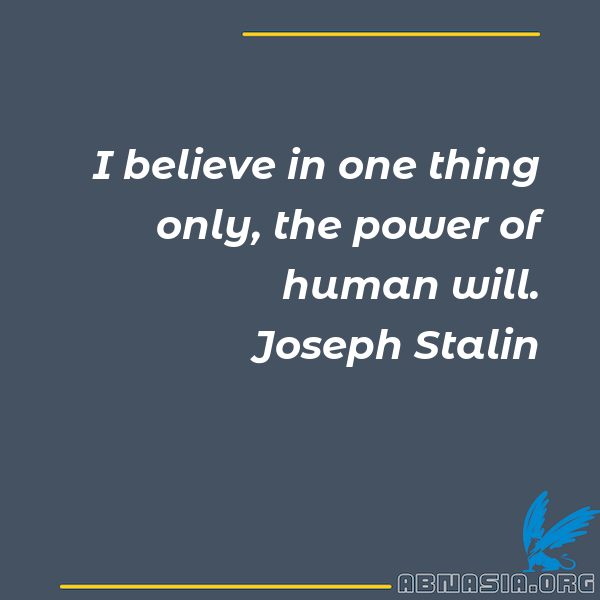 I believe in one thing
only, the power of
human will.
Joseph Stalin
ABNASIA.ORG